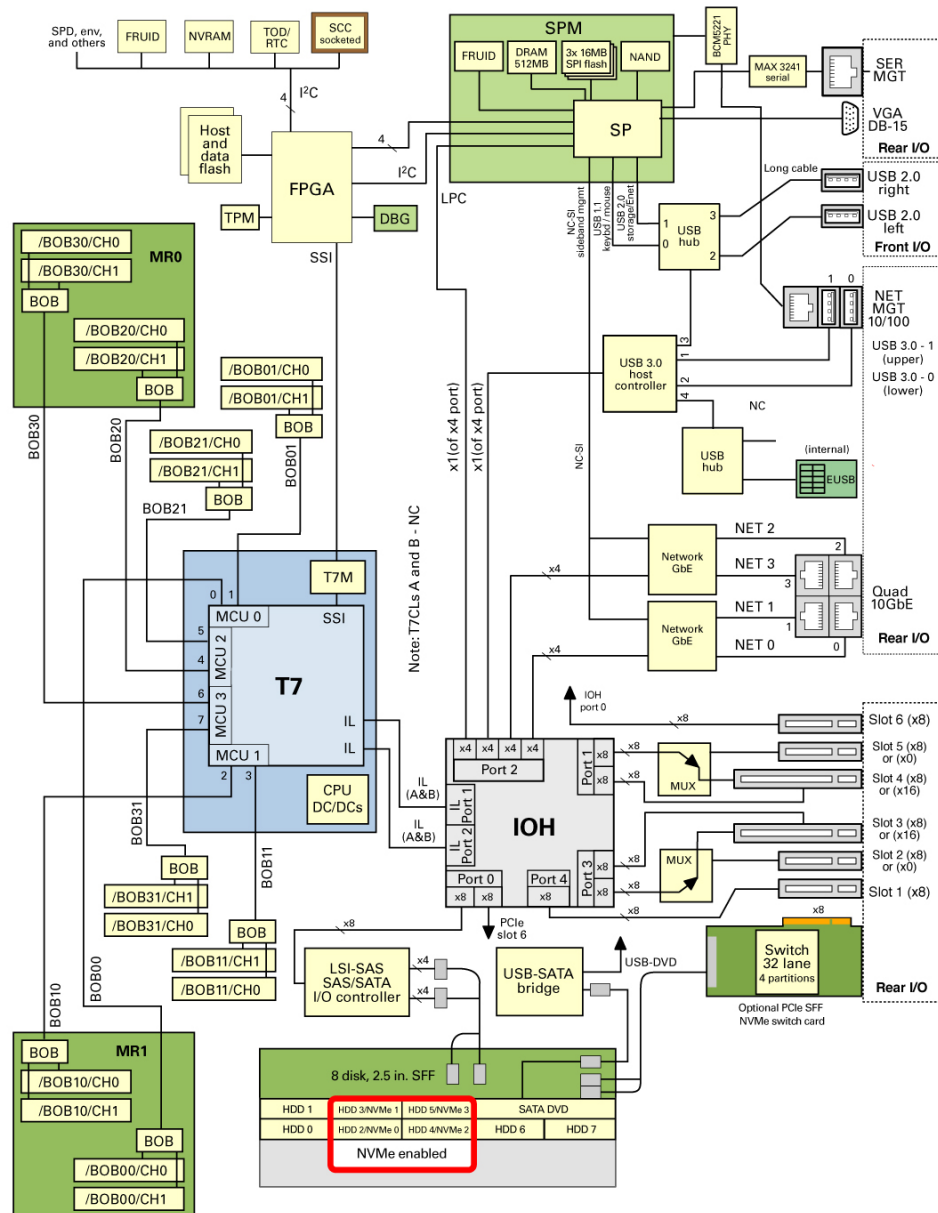 SPD, env,
and others
FRUID
NVRAM
TOD/
RTC
SCC
socketed
I²C
4
Host
and
data
flash
FPGA
TPM
DBG
SSI
4
I²C
LPC
SPM
FRUID
DRAM
512MB
3x 16MB
SPI flash
NAND
SP
BCM5221
PHY
MAX 3241
serial
SER
MGT
VGA
DB-15
Rear I/O
Long cable
USB 2.0
right
USB 2.0
left
Front I/O
NC-SI
sideband mgmt
USB 1.1
keybd / mouse
USB 2.0
storage/Enet
1
0
USB
hub
3
2
1
0
NET
MGT
10/100
USB 3.0 - 1
(upper)
USB 3.0 - 0
(lower)
USB 3.0
host
controller
3
1
2
4
NC
USB
hub
(internal)
EUSB
MR0
/BOB30/CH0
/BOB30/CH1
BOB
/BOB20/CH0
/BOB20/CH1
BOB
BOB30
BOB20
/BOB01/CH0
/BOB01/CH1
BOB
BOB01
/BOB21/CH0
/BOB21/CH1
BOB
BOB21
x1(of x4 port)
x1(of x4 port)
NC-SI
Note: T7CLs A and B - NC
T7M
SSI
0
1
MCU 0
5
4
MCU 2
6
7
MCU 3
MCU 1
2
3
T7
IL
IL
CPU
DC/DCs
x4
x4
Network
GbE
Network
GbE
NET 2
NET 3
NET 1
NET 0
2
3
1
0
Quad
10GbE
Rear I/O
IOH
port 0
x8
Slot 6 (x8)
Slot 5 (x8)
or (x0)
Slot 4 (x8)
or (x16)
Slot 3 (x8)
or (x16)
Slot 2 (x8)
or (x0)
Slot 1 (x8)
x4
x4
x4
x4
Port 2
Port 1
x8
x8
x8
x8
MUX
IL
(A&B)
IL
(A&B)
IL
Port 1
IL
Port 2
IOH
Port 3
x8
x8
x8
x8
MUX
Port 0
x8
x8
Port 4
x8
x8
x8
PCIe
slot 6
BOB31
BOB
/BOB31/CH1
/BOB31/CH0
BOB11
BOB
/BOB11/CH1
/BOB11/CH0
BOB10
BOB00
LSI-SAS
SAS/SATA
I/O controller
x4
x4
USB-SATA
bridge
USB-DVD
x8
Switch
32 lane
4 partitions
Optional PCIe SFF
NVMe switch card
Rear I/O
MR1
BOB
/BOB10/CH0
/BOB10/CH1
BOB
/BOB00/CH0
/BOB00/CH1
8 disk, 2.5 in. SFF
HDD 1
HDD 3/NVMe 1
HDD 5/NVMe 3
SATA DVD
HDD 0
HDD 2/NVMe 0
HDD 4/NVMe 2
HDD 6
HDD 7
NVMe enabled